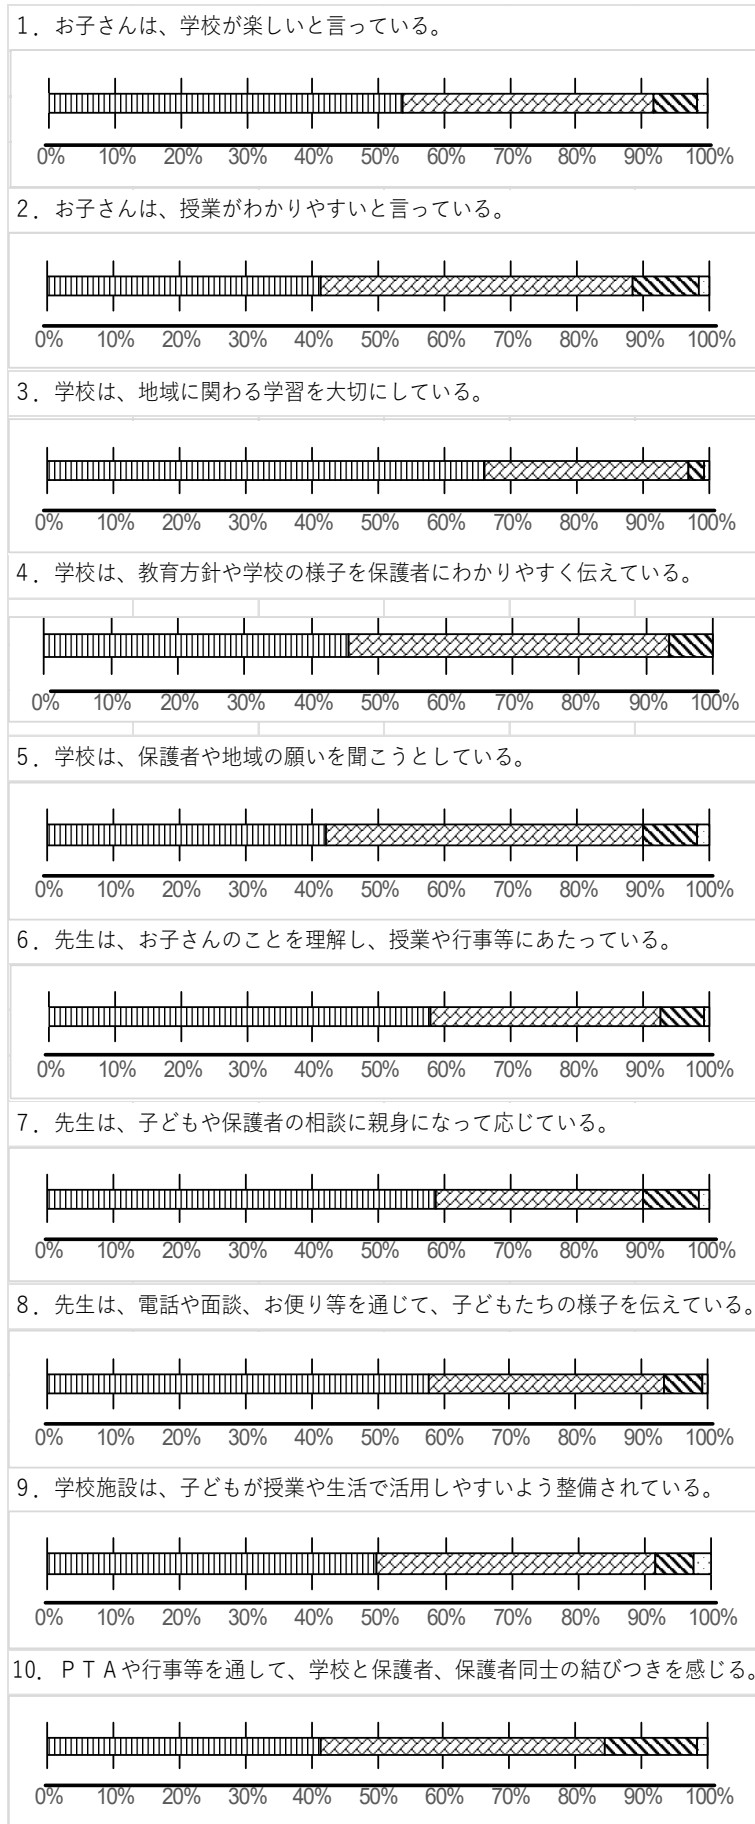 1．お子さんは、学校が楽しいと言っている。
0% 10% 20% 30% 40% 50% 60% 70% 80% 90% 100%
2．お子さんは、授業がわかりやすいと言っている。
0% 10% 20% 30% 40% 50% 60% 70% 80% 90% 100%
3．学校は、地域に関わる学習を大切にしている。
0% 10% 20% 30% 40% 50% 60% 70% 80% 90% 100%
4．学校は、教育方針や学校の様子を保護者にわかりやすく伝えている。
0% 10% 20% 30% 40% 50% 60% 70% 80% 90% 100%
5．学校は、保護者や地域の願いを聞こうとしている。
0% 10% 20% 30% 40% 50% 60% 70% 80% 90% 100%
6．先生は、お子さんのことを理解し、授業や行事等にあたっている。
0% 10% 20% 30% 40% 50% 60% 70% 80% 90% 100%
7．先生は、子どもや保護者の相談に親身になって応じている。
0% 10% 20% 30% 40% 50% 60% 70% 80% 90% 100%
8．先生は、電話や面談、お便り等を通じて、子どもたちの様子を伝えている。
0% 10% 20% 30% 40% 50% 60% 70% 80% 90% 100%
9．学校施設は、子どもが授業や生活で活用しやすいよう整備されている。
0% 10% 20% 30% 40% 50% 60% 70% 80% 90% 100%
10．ＰＴＡや行事等を通して、学校と保護者、保護者同士の結びつきを感じる。
0% 10% 20% 30% 40% 50% 60% 70% 80% 90% 100%